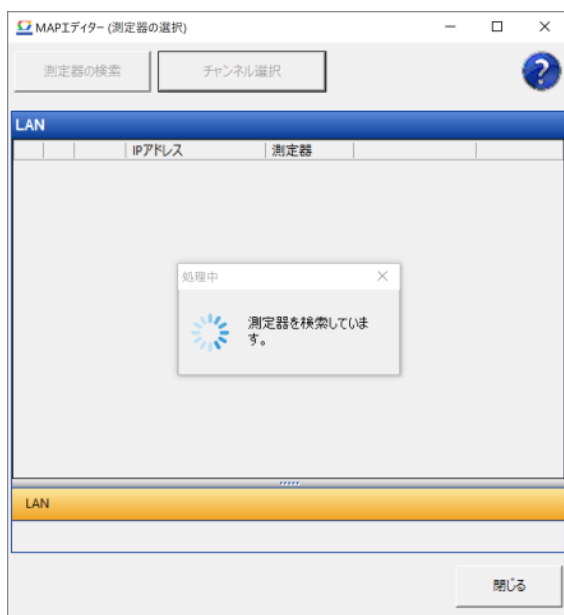 MAPエディター (測定器の選択)
測定器の検索 チャンネル選択
?
LAN
IPアドレス 測定器
処理中
測定器を検索していま
す。
LAN
閉じる